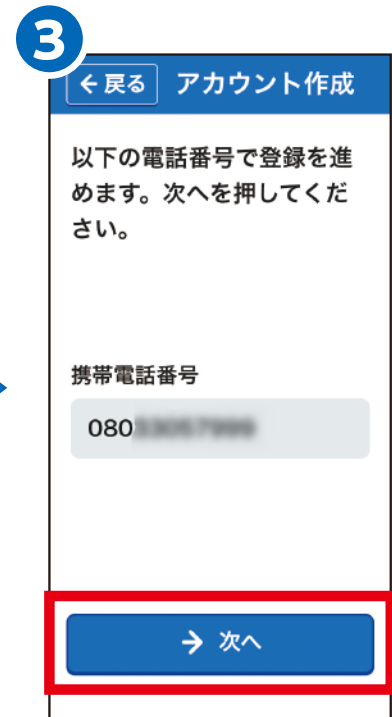 3
← 戻る アカウント作成
以下の電話番号で登録を進
めます。次へを押してくだ
さい。
携帯電話番号
080
→ 次へ